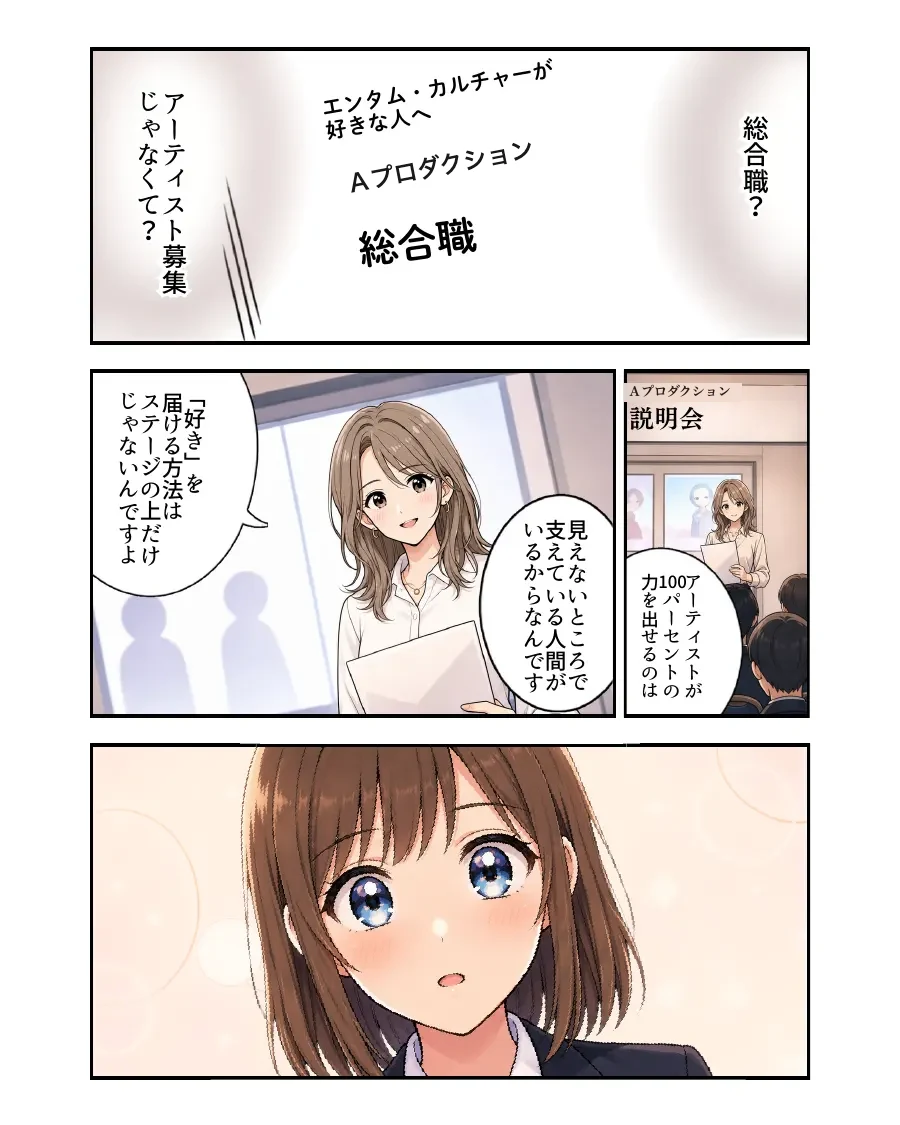 総合職？
エンタム・カルチャーが
好きな人へ
Aプロダクション
総合職
アーティスト募集
じゃなくて？
Aプロダクション
説明会
アーティストが
100パーセントの
力を出せるのは
見えないところで
支えている人間が
いるからなんです
「好き」を
届ける方法は
ステージの上だけ
じゃないんですよ